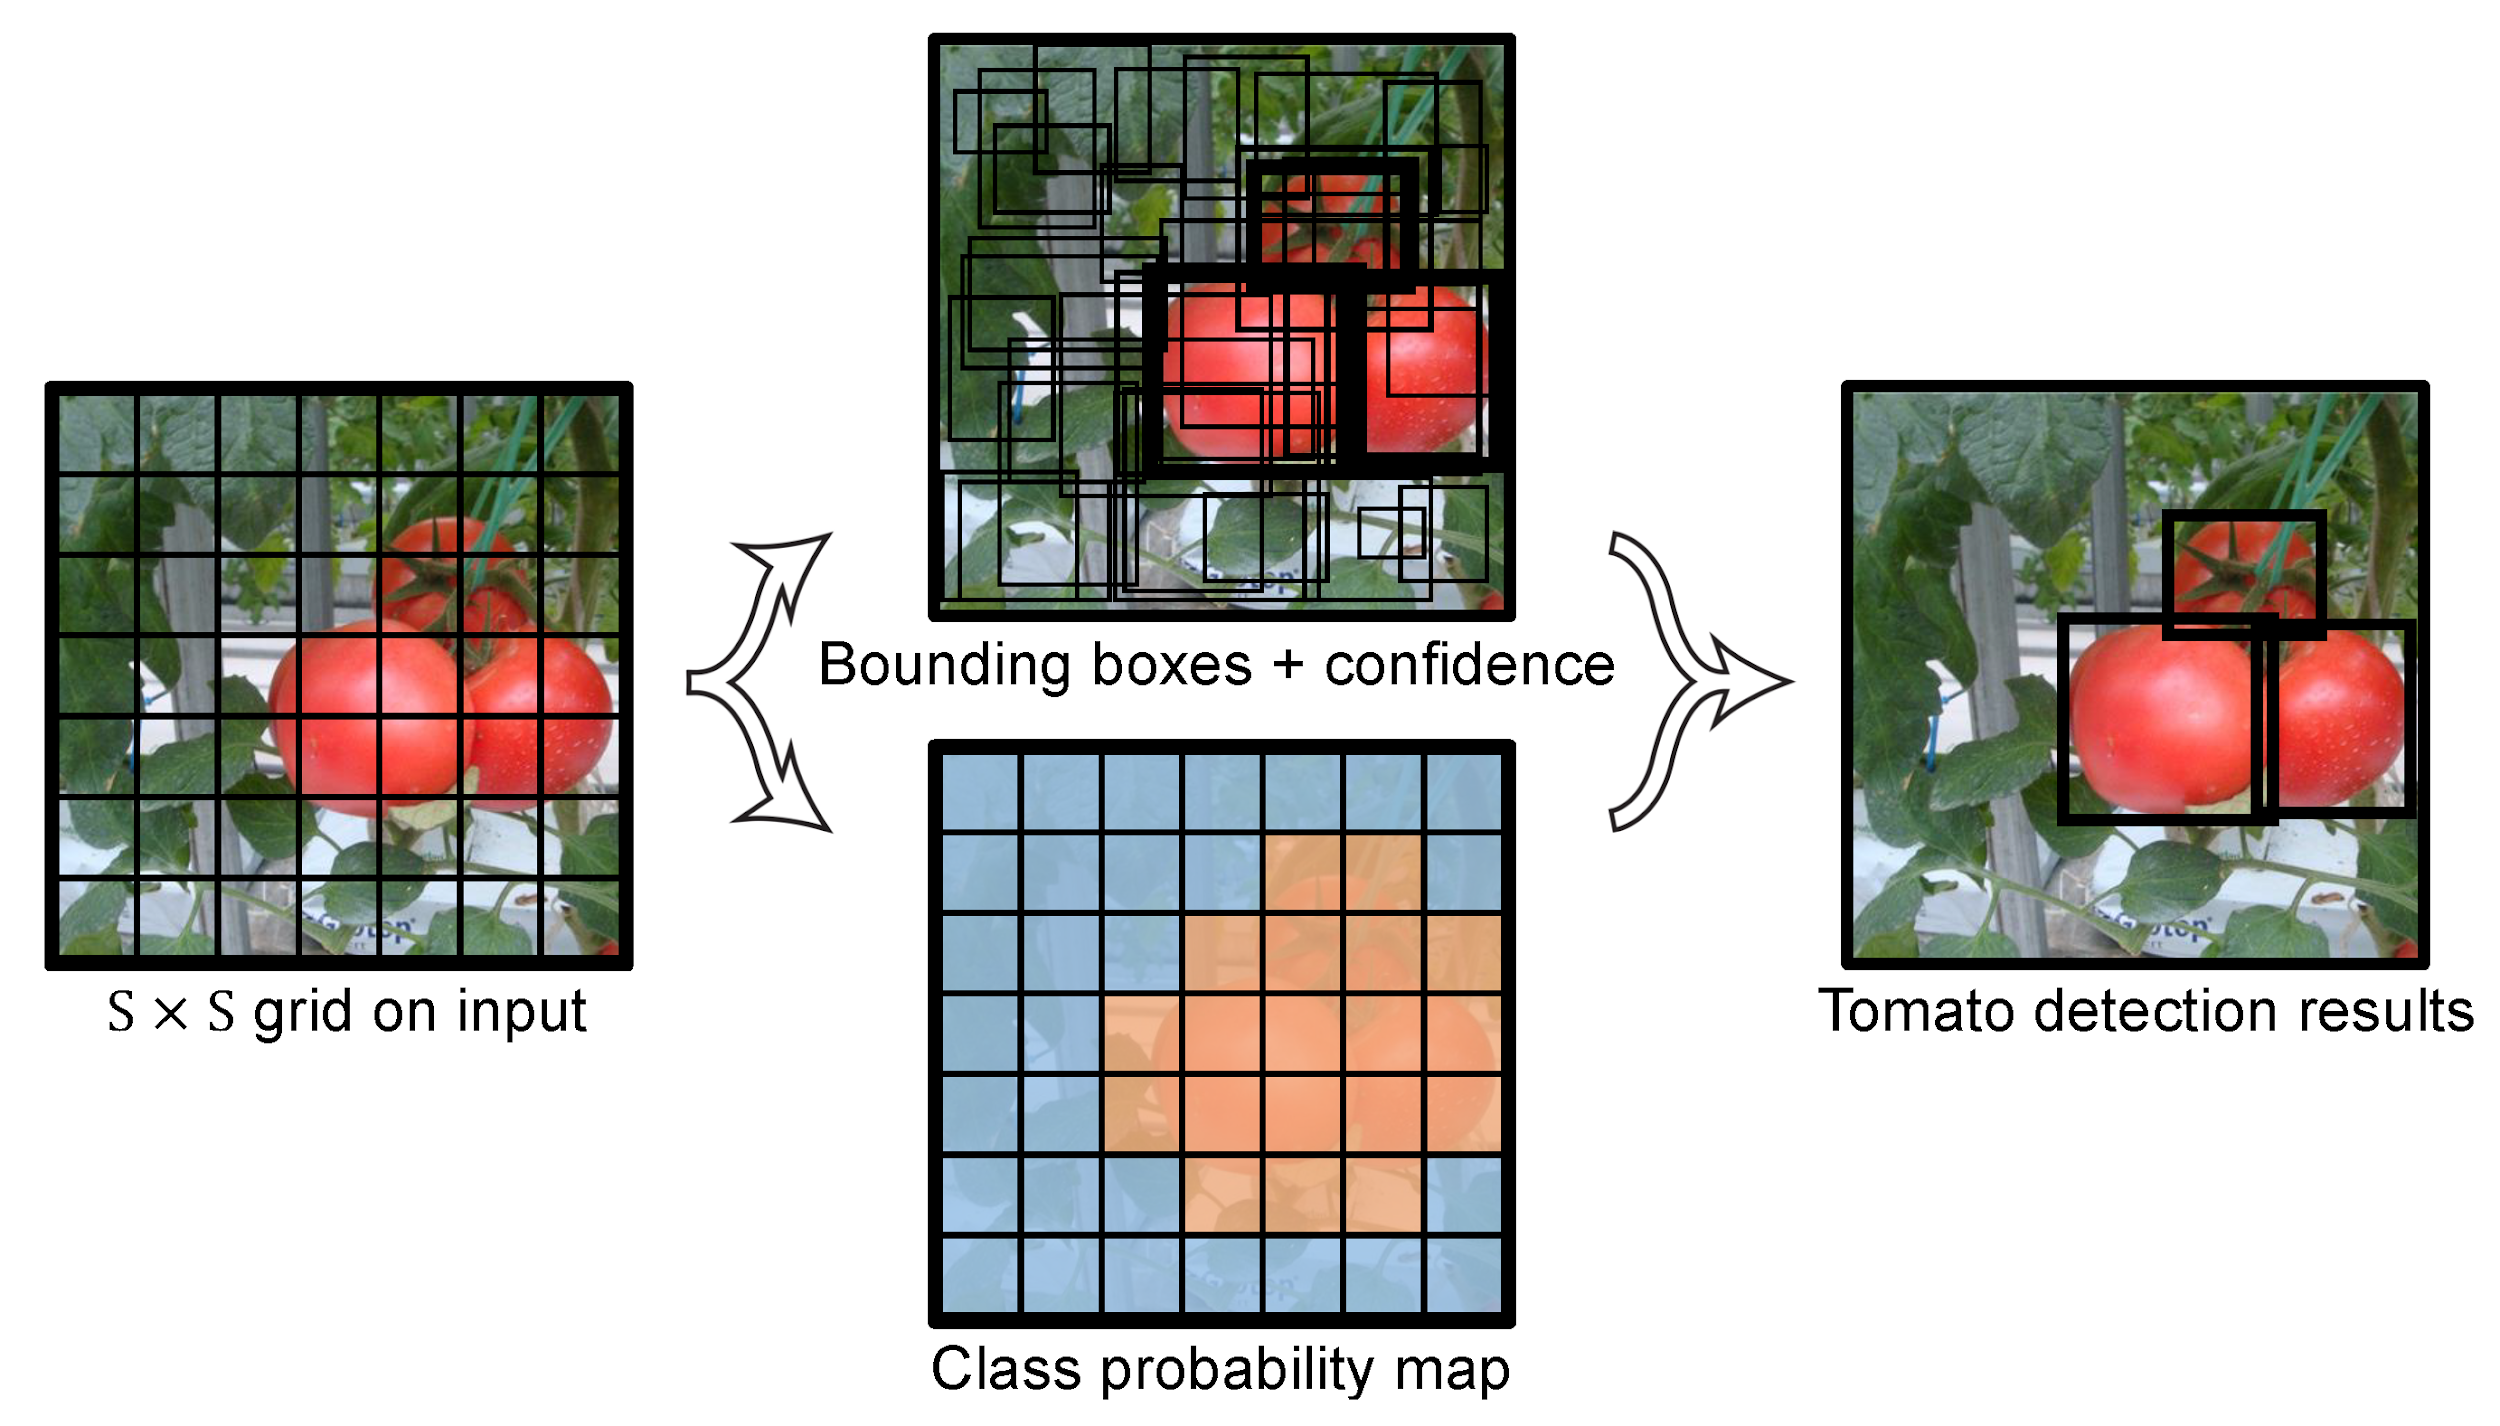 S × S grid on input
Bounding boxes + confidence
Class probability map
Tomato detection results